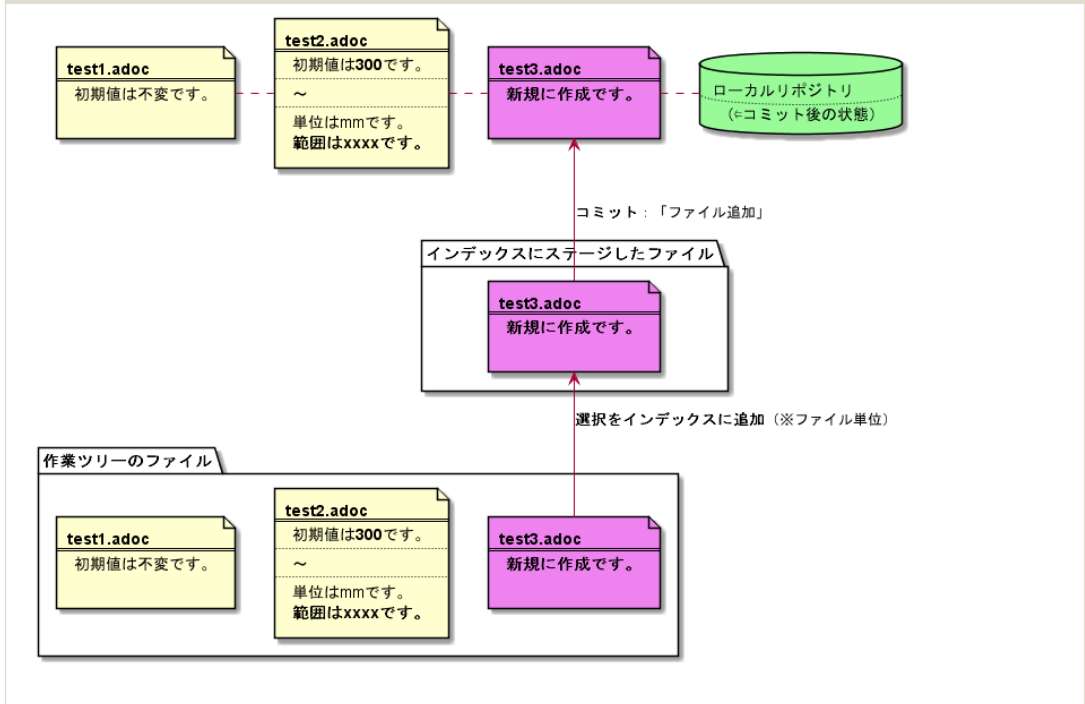 test1.adoc
初期値は不変です。
test2.adoc
初期値は300です。
～
単位はmmです。
範囲はxxxxです。
test3.adoc
新規に作成です。
ローカルリポジトリ
（⇐コミット後の状態）
コミット：「ファイル追加」
インデックスにステージしたファイル
test3.adoc
新規に作成です。
選択をインデックスに追加（※ファイル単位）
作業ツリーのファイル
test1.adoc
初期値は不変です。
test2.adoc
初期値は300です。
～
単位はmmです。
範囲はxxxxです。
test3.adoc
新規に作成です。